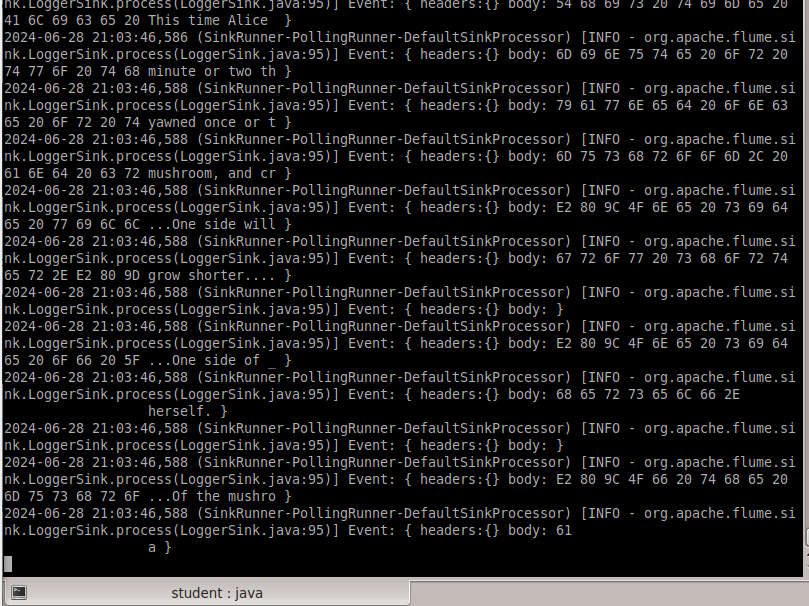 nk.LoggerSink.process(LoggerSink.java:95)] Event: { headers:{} body: 54 68 69 73 20 74 69 6D 65 20
41 6C 69 63 65 20 This time Alice  }
2024-06-28 21:03:46,586 (SinkRunner-PollingRunner-DefaultSinkProcessor) [INFO - org.apache.flume.si
nk.LoggerSink.process(LoggerSink.java:95)] Event: { headers:{} body: 6D 69 6E 75 74 65 20 6F 72 20
74 77 6F 20 74 68 minute or two th }
2024-06-28 21:03:46,588 (SinkRunner-PollingRunner-DefaultSinkProcessor) [INFO - org.apache.flume.si
nk.LoggerSink.process(LoggerSink.java:95)] Event: { headers:{} body: 79 61 77 6E 65 64 20 6F 6E 63
65 20 6F 72 20 74 yawned once or t }
2024-06-28 21:03:46,588 (SinkRunner-PollingRunner-DefaultSinkProcessor) [INFO - org.apache.flume.si
nk.LoggerSink.process(LoggerSink.java:95)] Event: { headers:{} body: 6D 75 73 68 72 6F 6F 6D 2C 20
61 6E 64 20 63 72 mushroom, and cr }
2024-06-28 21:03:46,588 (SinkRunner-PollingRunner-DefaultSinkProcessor) [INFO - org.apache.flume.si
nk.LoggerSink.process(LoggerSink.java:95)] Event: { headers:{} body: E2 80 9C 4F 6E 65 20 73 69 64
65 20 77 69 6C 6C ...One side will }
2024-06-28 21:03:46,588 (SinkRunner-PollingRunner-DefaultSinkProcessor) [INFO - org.apache.flume.si
nk.LoggerSink.process(LoggerSink.java:95)] Event: { headers:{} body: 67 72 6F 77 20 73 68 6F 72 74
65 72 2E E2 80 9D grow shorter.... }
2024-06-28 21:03:46,588 (SinkRunner-PollingRunner-DefaultSinkProcessor) [INFO - org.apache.flume.si
nk.LoggerSink.process(LoggerSink.java:95)] Event: { headers:{} body: }
2024-06-28 21:03:46,588 (SinkRunner-PollingRunner-DefaultSinkProcessor) [INFO - org.apache.flume.si
nk.LoggerSink.process(LoggerSink.java:95)] Event: { headers:{} body: E2 80 9C 4F 6E 65 20 73 69 64
65 20 6F 66 20 5F ...One side of _ }
2024-06-28 21:03:46,588 (SinkRunner-PollingRunner-DefaultSinkProcessor) [INFO - org.apache.flume.si
nk.LoggerSink.process(LoggerSink.java:95)] Event: { headers:{} body: 68 65 72 73 65 6C 66 2E
herself. }
2024-06-28 21:03:46,588 (SinkRunner-PollingRunner-DefaultSinkProcessor) [INFO - org.apache.flume.si
nk.LoggerSink.process(LoggerSink.java:95)] Event: { headers:{} body: }
2024-06-28 21:03:46,588 (SinkRunner-PollingRunner-DefaultSinkProcessor) [INFO - org.apache.flume.si
nk.LoggerSink.process(LoggerSink.java:95)] Event: { headers:{} body: E2 80 9C 4F 66 20 74 68 65 20
6D 75 73 68 72 6F ...Of the mushro }
2024-06-28 21:03:46,588 (SinkRunner-PollingRunner-DefaultSinkProcessor) [INFO - org.apache.flume.si
nk.LoggerSink.process(LoggerSink.java:95)] Event: { headers:{} body: 61
a }
student : java